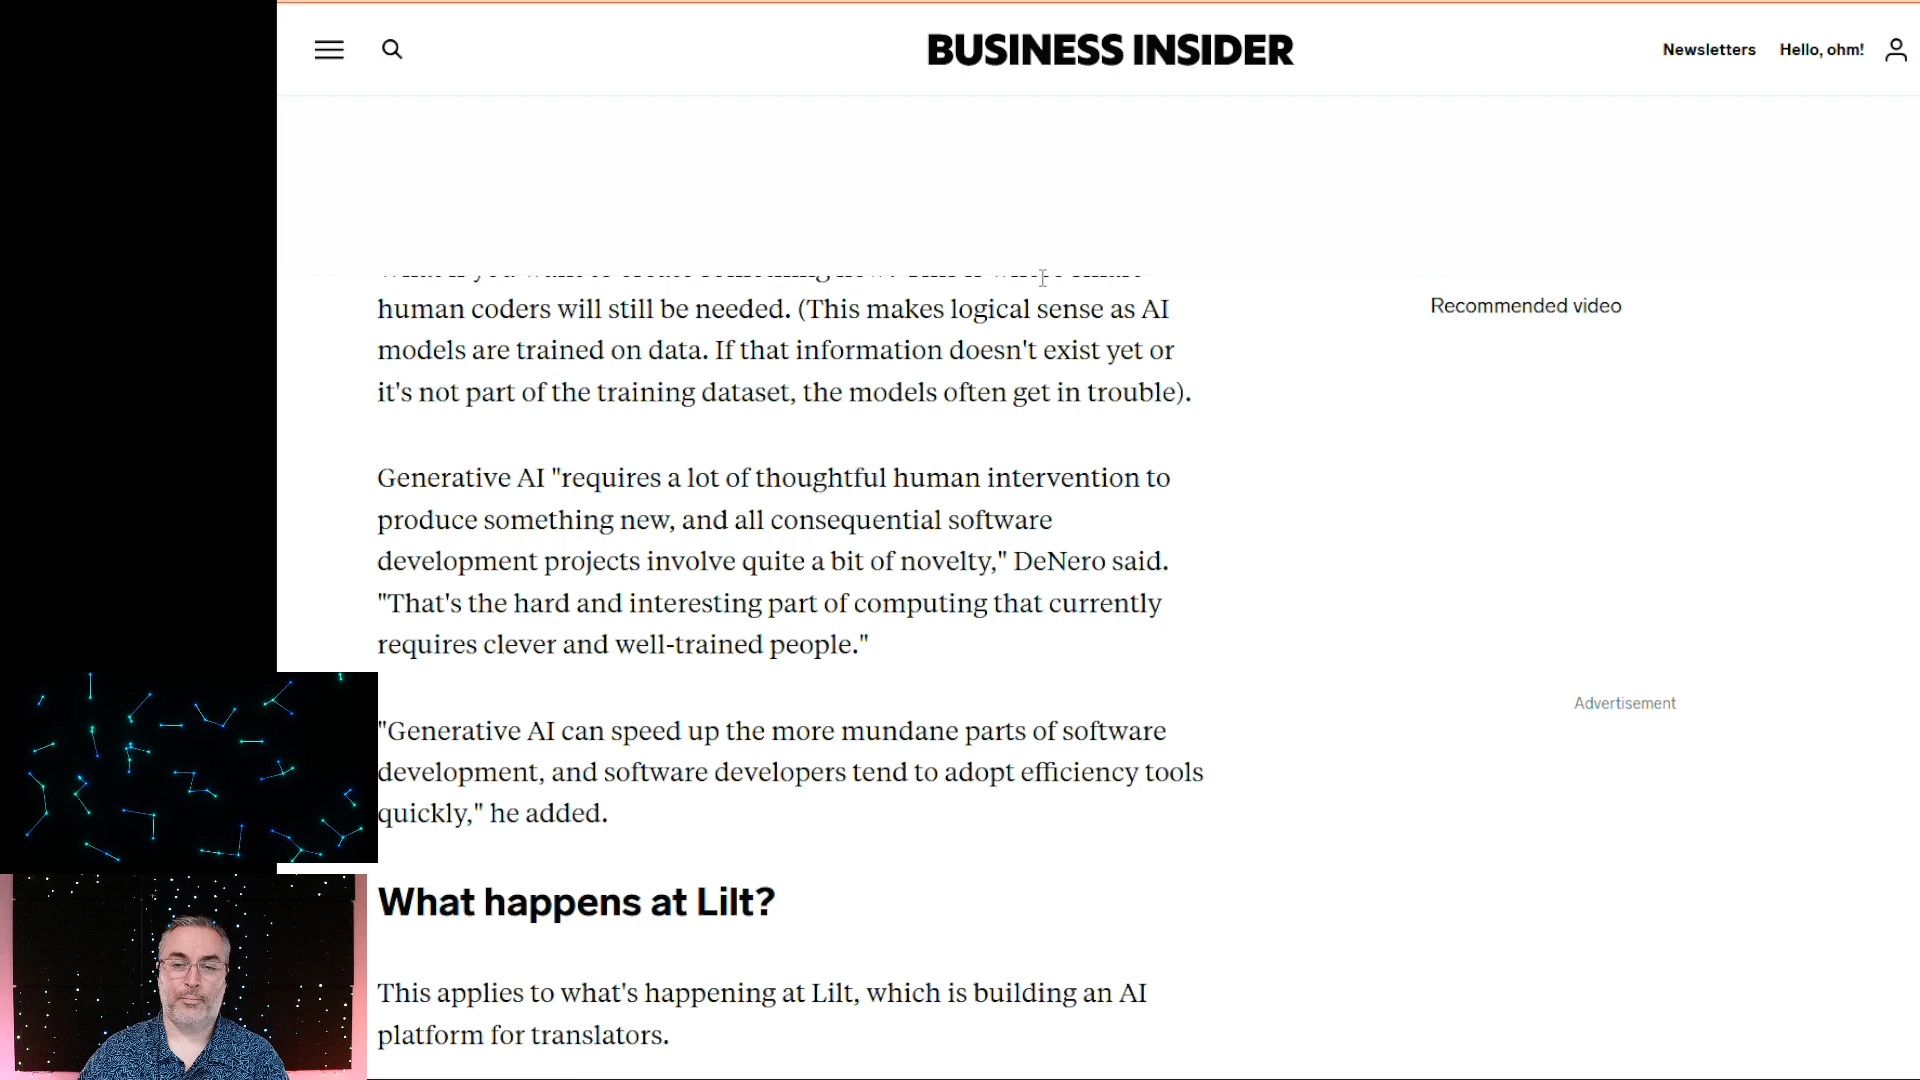 BUSINESS INSIDER
Newsletters
Hello, ohm!
human coders will still be needed. (This makes logical sense as AI
models are trained on data. If that information doesn't exist yet or
it's not part of the training dataset, the models often get in trouble).
Recommended video
Generative AI "requires a lot of thoughtful human intervention to
produce something new, and all consequential software
development projects involve quite a bit of novelty," DeNero said.
"That's the hard and interesting part of computing that currently
requires clever and well-trained people."
Advertisement
"Generative AI can speed up the more mundane parts of software
development, and software developers tend to adopt efficiency tools
quickly," he added.
What happens at Lilt?
This applies to what's happening at Lilt, which is building an AI
platform for translators.